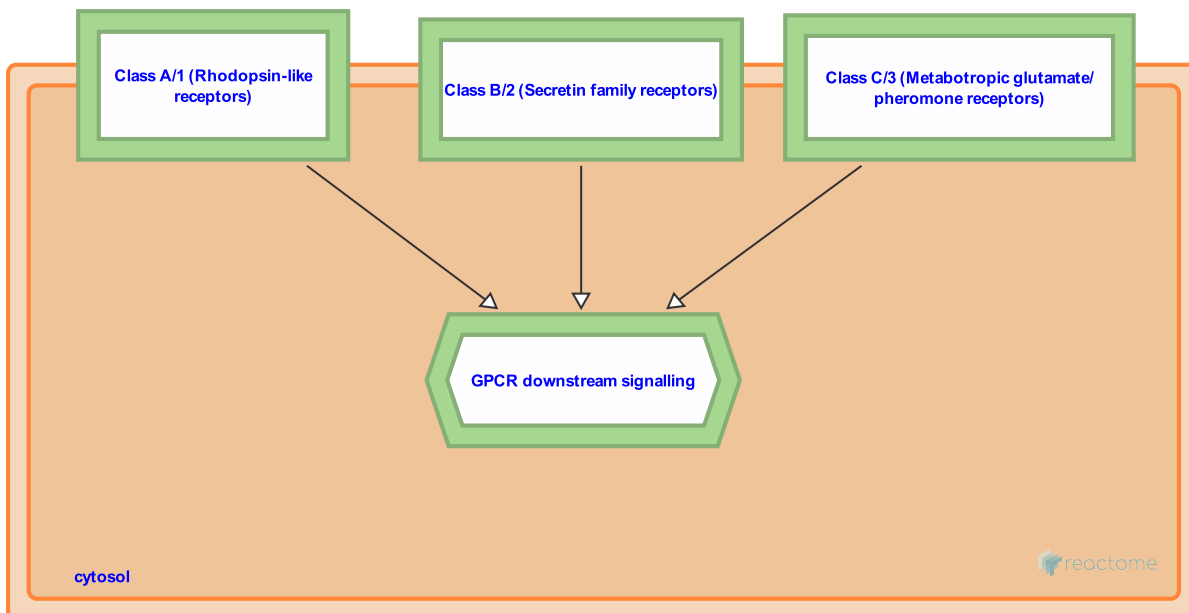 Class A/1 (Rhodopsin-like
receptors)
Class B/2 (Secretin family receptors)
Class C/3 (Metabotropic glutamate/
pheromone receptors)
GPCR downstream signalling
cytosol
reactome